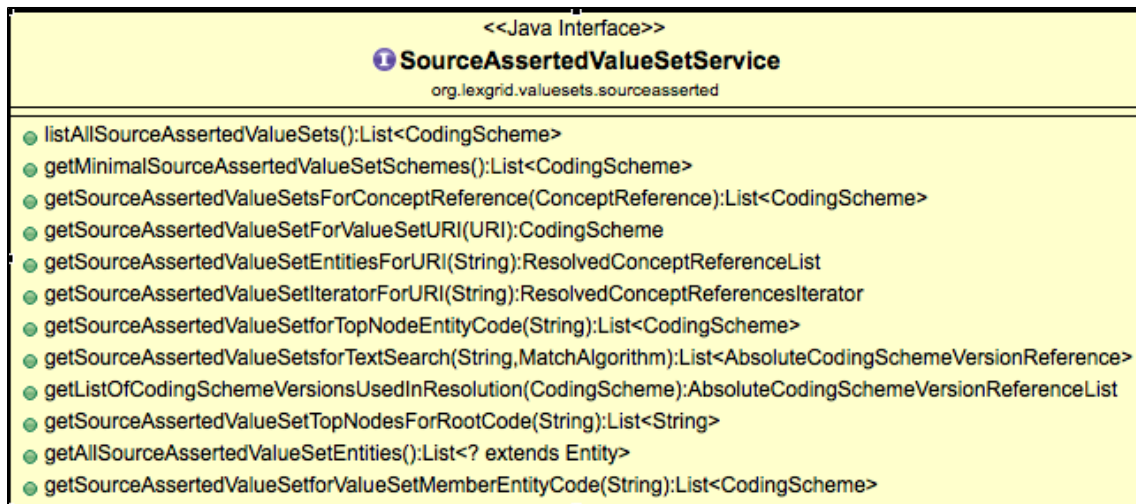 <<Java Interface>>
I SourceAssertedValueSetService
org.lexgrid.valuesets.sourceasserted
listAllSourceAssertedValueSets():List<CodingScheme>
getMinimalSourceAssertedValueSetSchemes():List<CodingScheme>
getSourceAssertedValueSetsForConceptReference(ConceptReference):List<CodingScheme>
getSourceAssertedValueSetForValueSetURI(URI):CodingScheme
getSourceAssertedValueSetEntitiesForURI(String):ResolvedConceptReferenceList
getSourceAssertedValueSetIteratorForURI(String):ResolvedConceptReferencesIterator
getSourceAssertedValueSetforTopNodeEntityCode(String):List<CodingScheme>
getSourceAssertedValueSetsforTextSearch(String,MatchAlgorithm):List<AbsoluteCodingSchemeVersionReference>
getListOfCodingSchemeVersionsUsedInResolution(CodingScheme):AbsoluteCodingSchemeVersionReferenceList
getSourceAssertedValueSetTopNodesForRootCode(String):List<String>
getAllSourceAssertedValueSetEntities():List<? extends Entity>
getSourceAssertedValueSetforValueSetMemberEntityCode(String):List<CodingScheme>